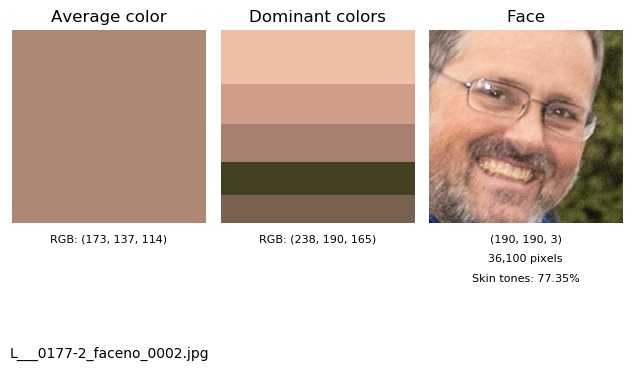 Average color
Dominant colors
Face
RGB: (173, 137, 114)
RGB: (238, 190, 165)
(190, 190, 3)
36,100 pixels
Skin tones: 77.35%
L___0177-2_faceno_0002.jpg